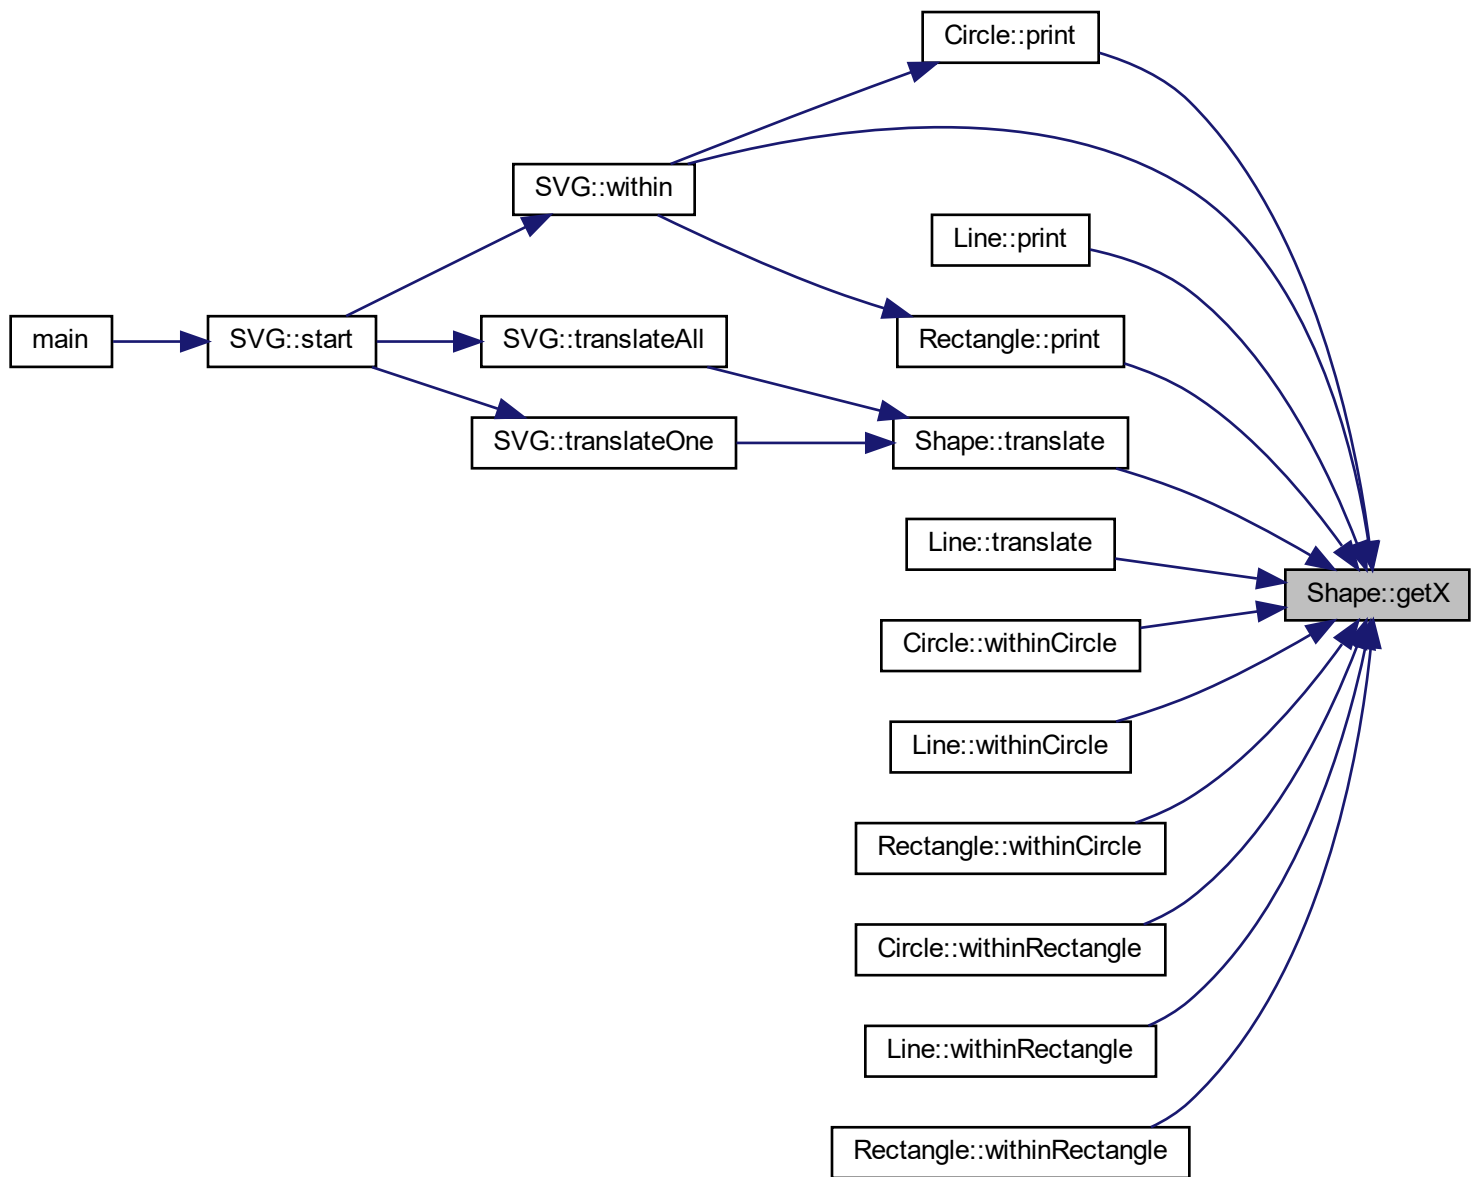 Circle::print
SVG::within
Line::print
main
SVG::start
SVG::translateAll
Rectangle::print
SVG::translateOne
Shape::translate
Line::translate
Shape::getX
Circle::withinCircle
Line::withinCircle
Rectangle::withinCircle
Circle::withinRectangle
Line::withinRectangle
Rectangle::withinRectangle